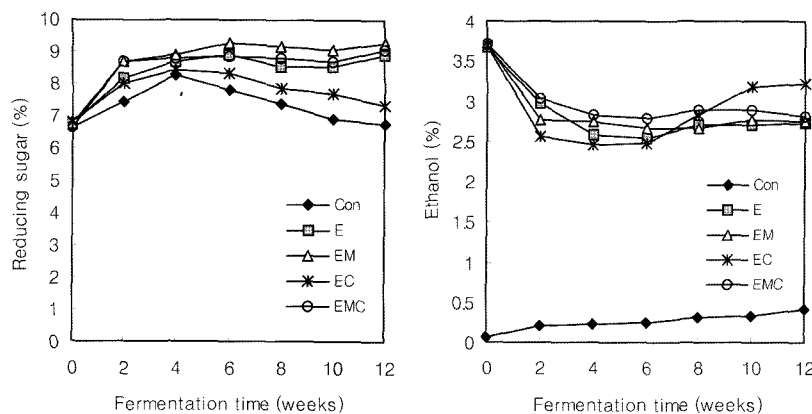 Reducing sugar (%)
10
9
8
7
6
5
4
3
2
1
0
0 2 4 6 8 10 12
Fermentation time (weeks)
Con
E
EM
EC
EMC
Ethanol (%)
4
3.5
3
2.5
2
1.5
1
0.5
0
0 2 4 6 8 10 12
Fermentation time (weeks)
Con
E
EM
EC
EMC